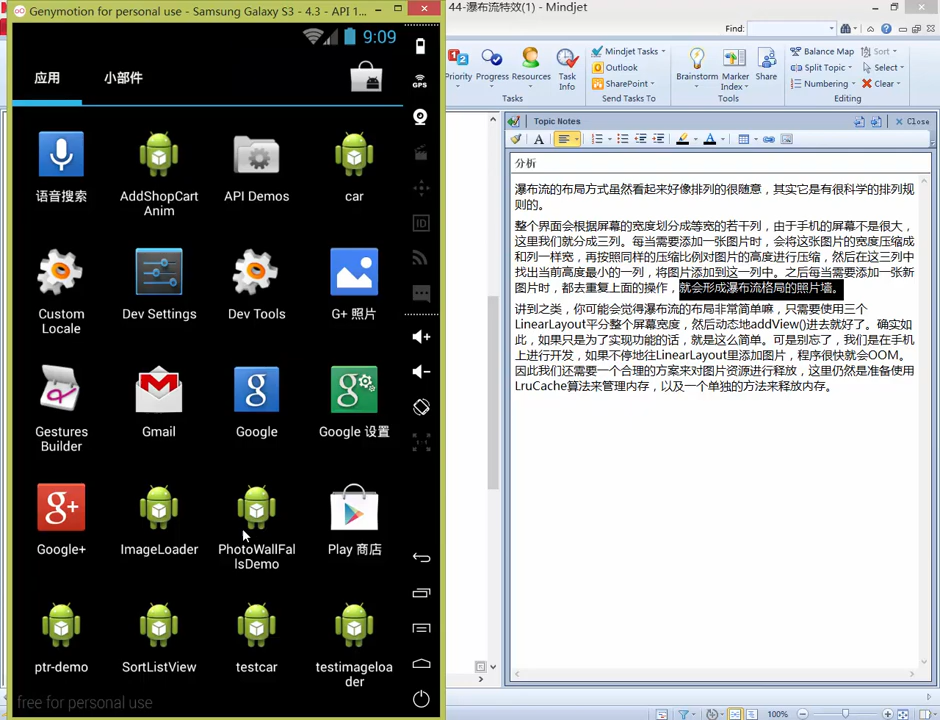 Genymotion for personal use - Samsung Galaxy S3 - 4.3 - API 1...
9:09
应用
小部件
语音搜索
AddShopCart
Anim
API Demos
car
Custom
Locale
Dev Settings
Dev Tools
G+ 照片
Gestures
Builder
Gmail
Google
Google 设置
Google+
ImageLoader
PhotoWallFal
lsDemo
Play 商店
ptr-demo
SortListView
testcar
testimageloa
der
free for personal use
GPS
ID
1:1
44-瀑布流特效(1) - Mindjet
Find:
Priority
Progress
Resources
Task
Info
Tasks
Mindjet Tasks
Outlook
SharePoint
Send Tasks To
Brainstorm
Marker
Index
Share
Tools
Balance Map
Sort
Split Topic
Select
Numbering
Clear
Editing
Topic Notes
Close
分析
瀑布流的布局方式虽然看起来好像排列的很随意，其实它是有很科学的排列规
则的。
整个界面会根据屏幕的宽度划分成等宽的若干列，由于手机的屏幕不是很大，
这里我们就分成三列。每当需要添加一张图片时，会将这张图片的宽度压缩成
和列一样宽，再按照同样的压缩比例对图片的高度进行压缩，然后在这三列中
找出当前高度最小的一列，将图片添加到这一列中。之后每当需要添加一张新
图片时，都去重复上面的操作，就会形成瀑布流格局的照片墙。
讲到之类，你可能会觉得瀑布流的布局非常简单嘛，只需要使用三个
LinearLayout平分整个屏幕宽度，然后动态地addView()进去就好了。确实如
此，如果只是为了实现功能的话，就是这么简单。可是别忘了，我们是在手机
上进行开发，如果不停地往LinearLayout里添加图片，程序很快就会OOM。
因此我们还需要一个合理的方案来对图片资源进行释放，这里仍然是准备使用
LruCache算法来管理内存，以及一个单独的方法来释放内存。
100%